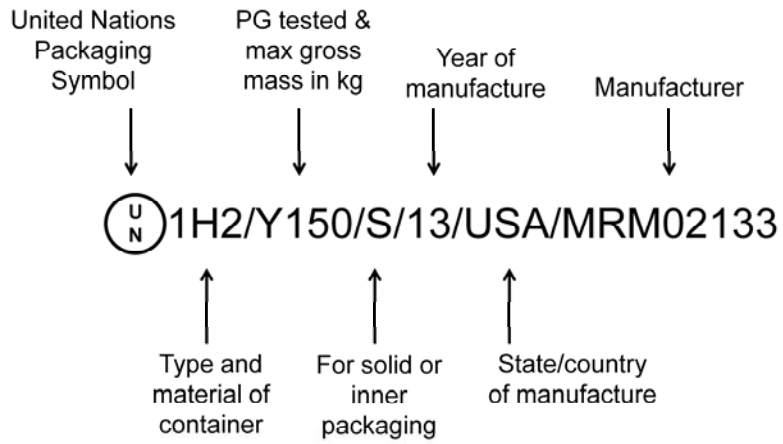 United Nations
Packaging
Symbol
PG tested &
max gross
mass in kg
Year of
manufacture
Manufacturer
U
N
1H2/Y150/S/13/USA/MRM02133
Type and
material of
container
For solid or
inner
packaging
State/country
of manufacture